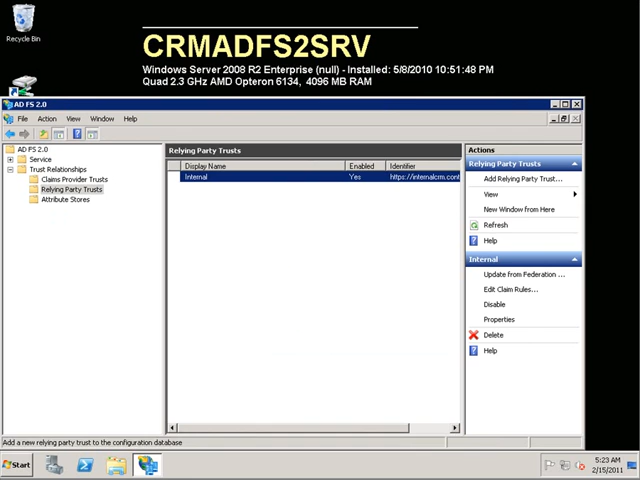 Recycle Bin
CRMADFS2SRV
Windows Server 2008 R2 Enterprise (null) - Installed: 5/8/2010 10:51:48 PM
Quad 2.3 GHz AMD Opteron 6134, 4096 MB RAM
AD FS 2.0
File Action View Window Help
AD FS 2.0
Service
Trust Relationships
Claims Provider Trusts
Relying Party Trusts
Attribute Stores
Relying Party Trusts
Display Name Enabled Identifier
Internal Yes https://internalcrm.cont
Actions
Relying Party Trusts
Add Relying Party Trust...
View
New Window from Here
Refresh
Help
Internal
Update from Federation ...
Edit Claim Rules...
Disable
Properties
Delete
Help
Add a new relying party trust to the configuration database
Start
5:23 AM
2/15/2011